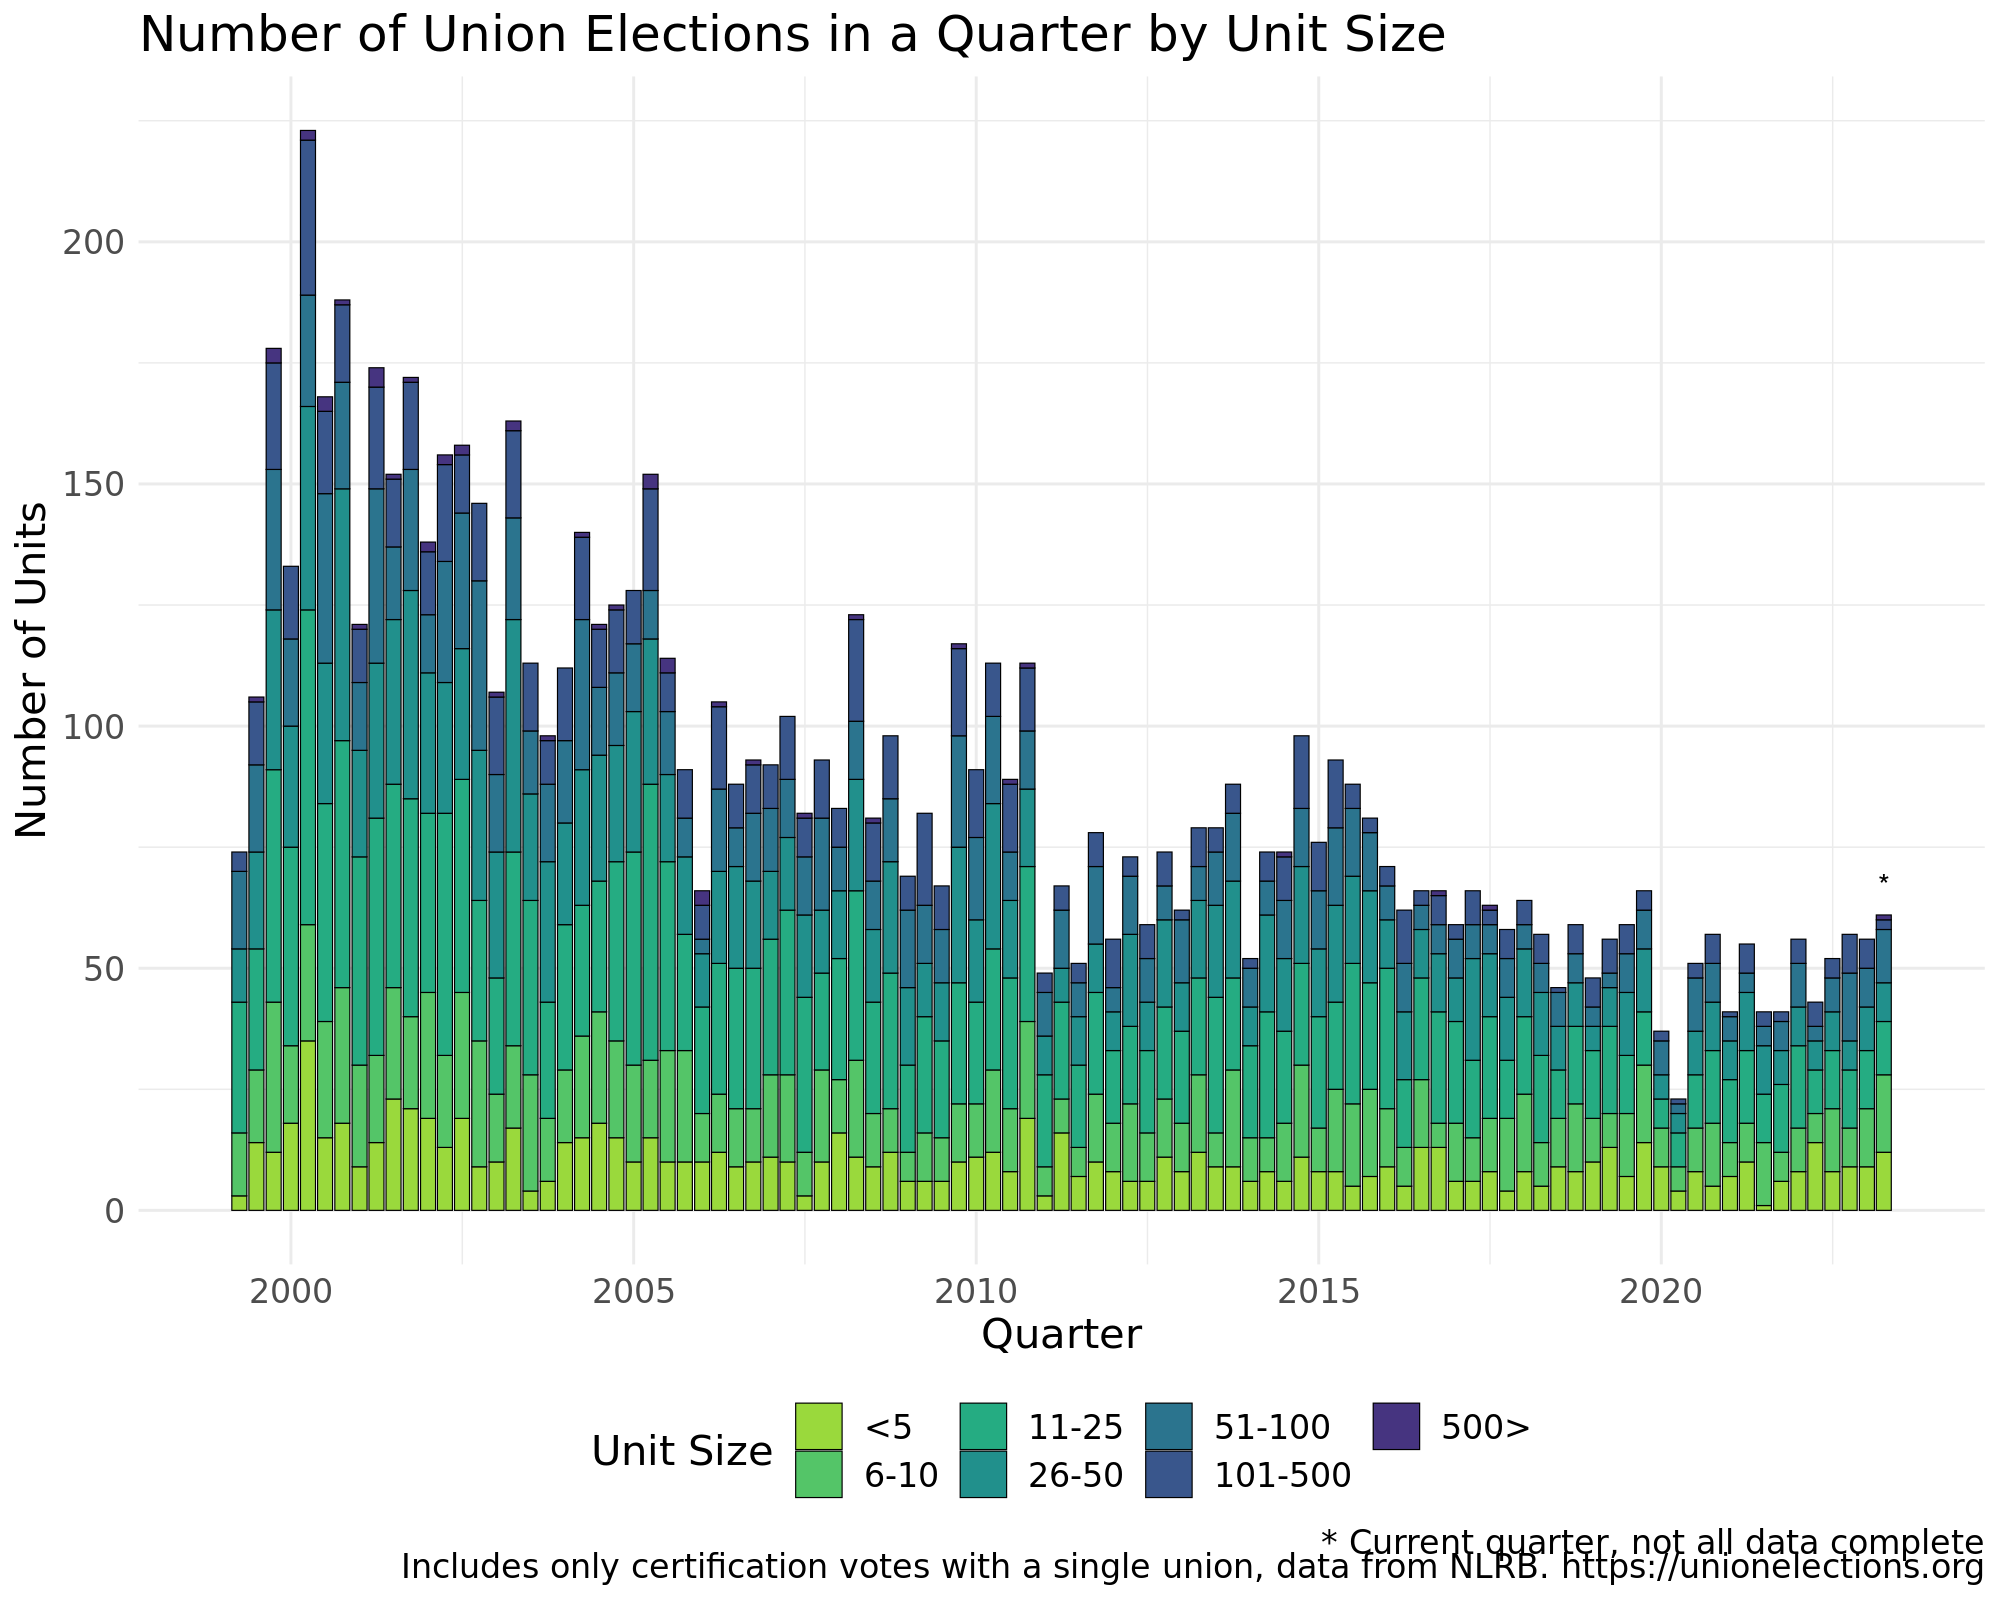 Number of Union Elections in a Quarter by Unit Size
Number of Units
200
150
100
50
0
*
2000 2005 2010 2015 2020
Quarter
Unit Size
<5 11-25 51-100 500>
6-10 26-50 101-500
* Current quarter, not all data complete
Includes only certification votes with a single union, data from NLRB. https://unionelections.org